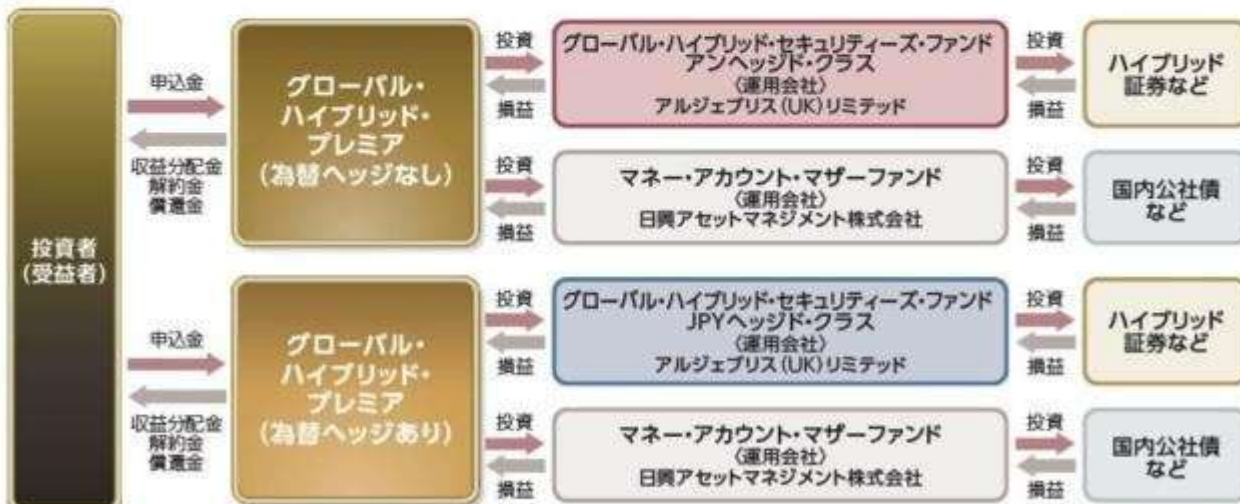 投資者
(受益者)
申込金
収益分配金
解約金
償還金
グローバル・
ハイブリッド・
プレミア
(為替ヘッジなし)
投資
損益
グローバル・ハイブリッド・セキュリティーズ・ファンド
アンヘッジド・クラス
〈運用会社〉
アルジェブリス(UK)リミテッド
投資
損益
ハイブリッド
証券など
投資
損益
マネー・アカウント・マザーファンド
〈運用会社〉
日興アセットマネジメント株式会社
投資
損益
国内公社債
など
申込金
収益分配金
解約金
償還金
グローバル・
ハイブリッド・
プレミア
(為替ヘッジあり)
投資
損益
グローバル・ハイブリッド・セキュリティーズ・ファンド
JPYヘッジド・クラス
〈運用会社〉
アルジェブリス(UK)リミテッド
投資
損益
ハイブリッド
証券など
投資
損益
マネー・アカウント・マザーファンド
〈運用会社〉
日興アセットマネジメント株式会社
投資
損益
国内公社債
など